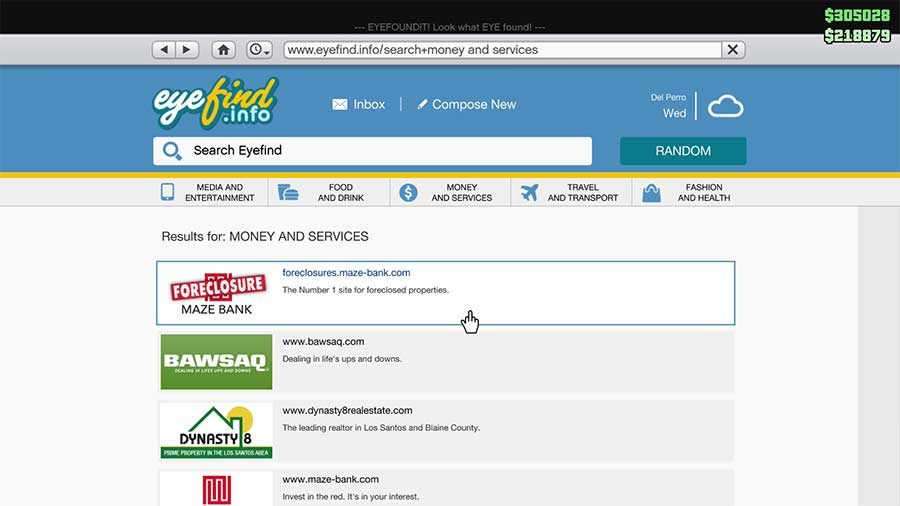 $305028
--- EYEFOUNDIT! Look what EYE found! ---
$218879
www.eyefind.info/search+money and services
eyefind
.info
Inbox
Compose New
Del Perro
Wed
Search Eyefind
RANDOM
MEDIA AND
ENTERTAINMENT
FOOD
AND DRINK
MONEY
AND SERVICES
TRAVEL
AND TRANSPORT
FASHION
AND HEALTH
Results for: MONEY AND SERVICES
FORECLOSURE
MAZE BANK
foreclosures.maze-bank.com
The Number 1 site for foreclosed properties.
BAWSAQ
DEALING IN LIFES UPS AND DOWNS
www.bawsaq.com
Dealing in life's ups and downs.
DYNASTY 8
PRIME PROPERTY IN THE LOS SANTOS AREA
www.dynasty8realestate.com
The leading realtor in Los Santos and Blaine County.
www.maze-bank.com
Invest in the red. It's in your interest.